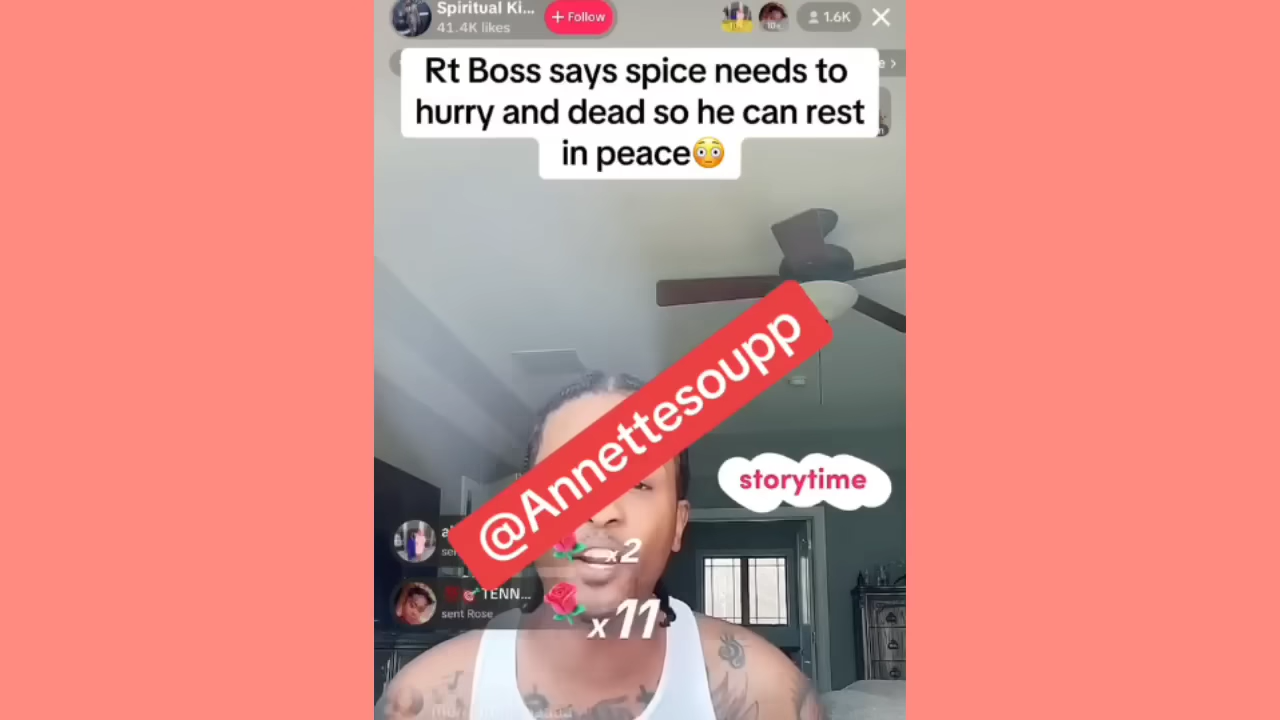 Spiritual Ki...
41.4K likes
+ Follow
1.6K
Rt Boss says spice needs to
hurry and dead so he can rest
in peace😳
@Annettesoupp
storytime
x2
TENN...
sent Rose
x11